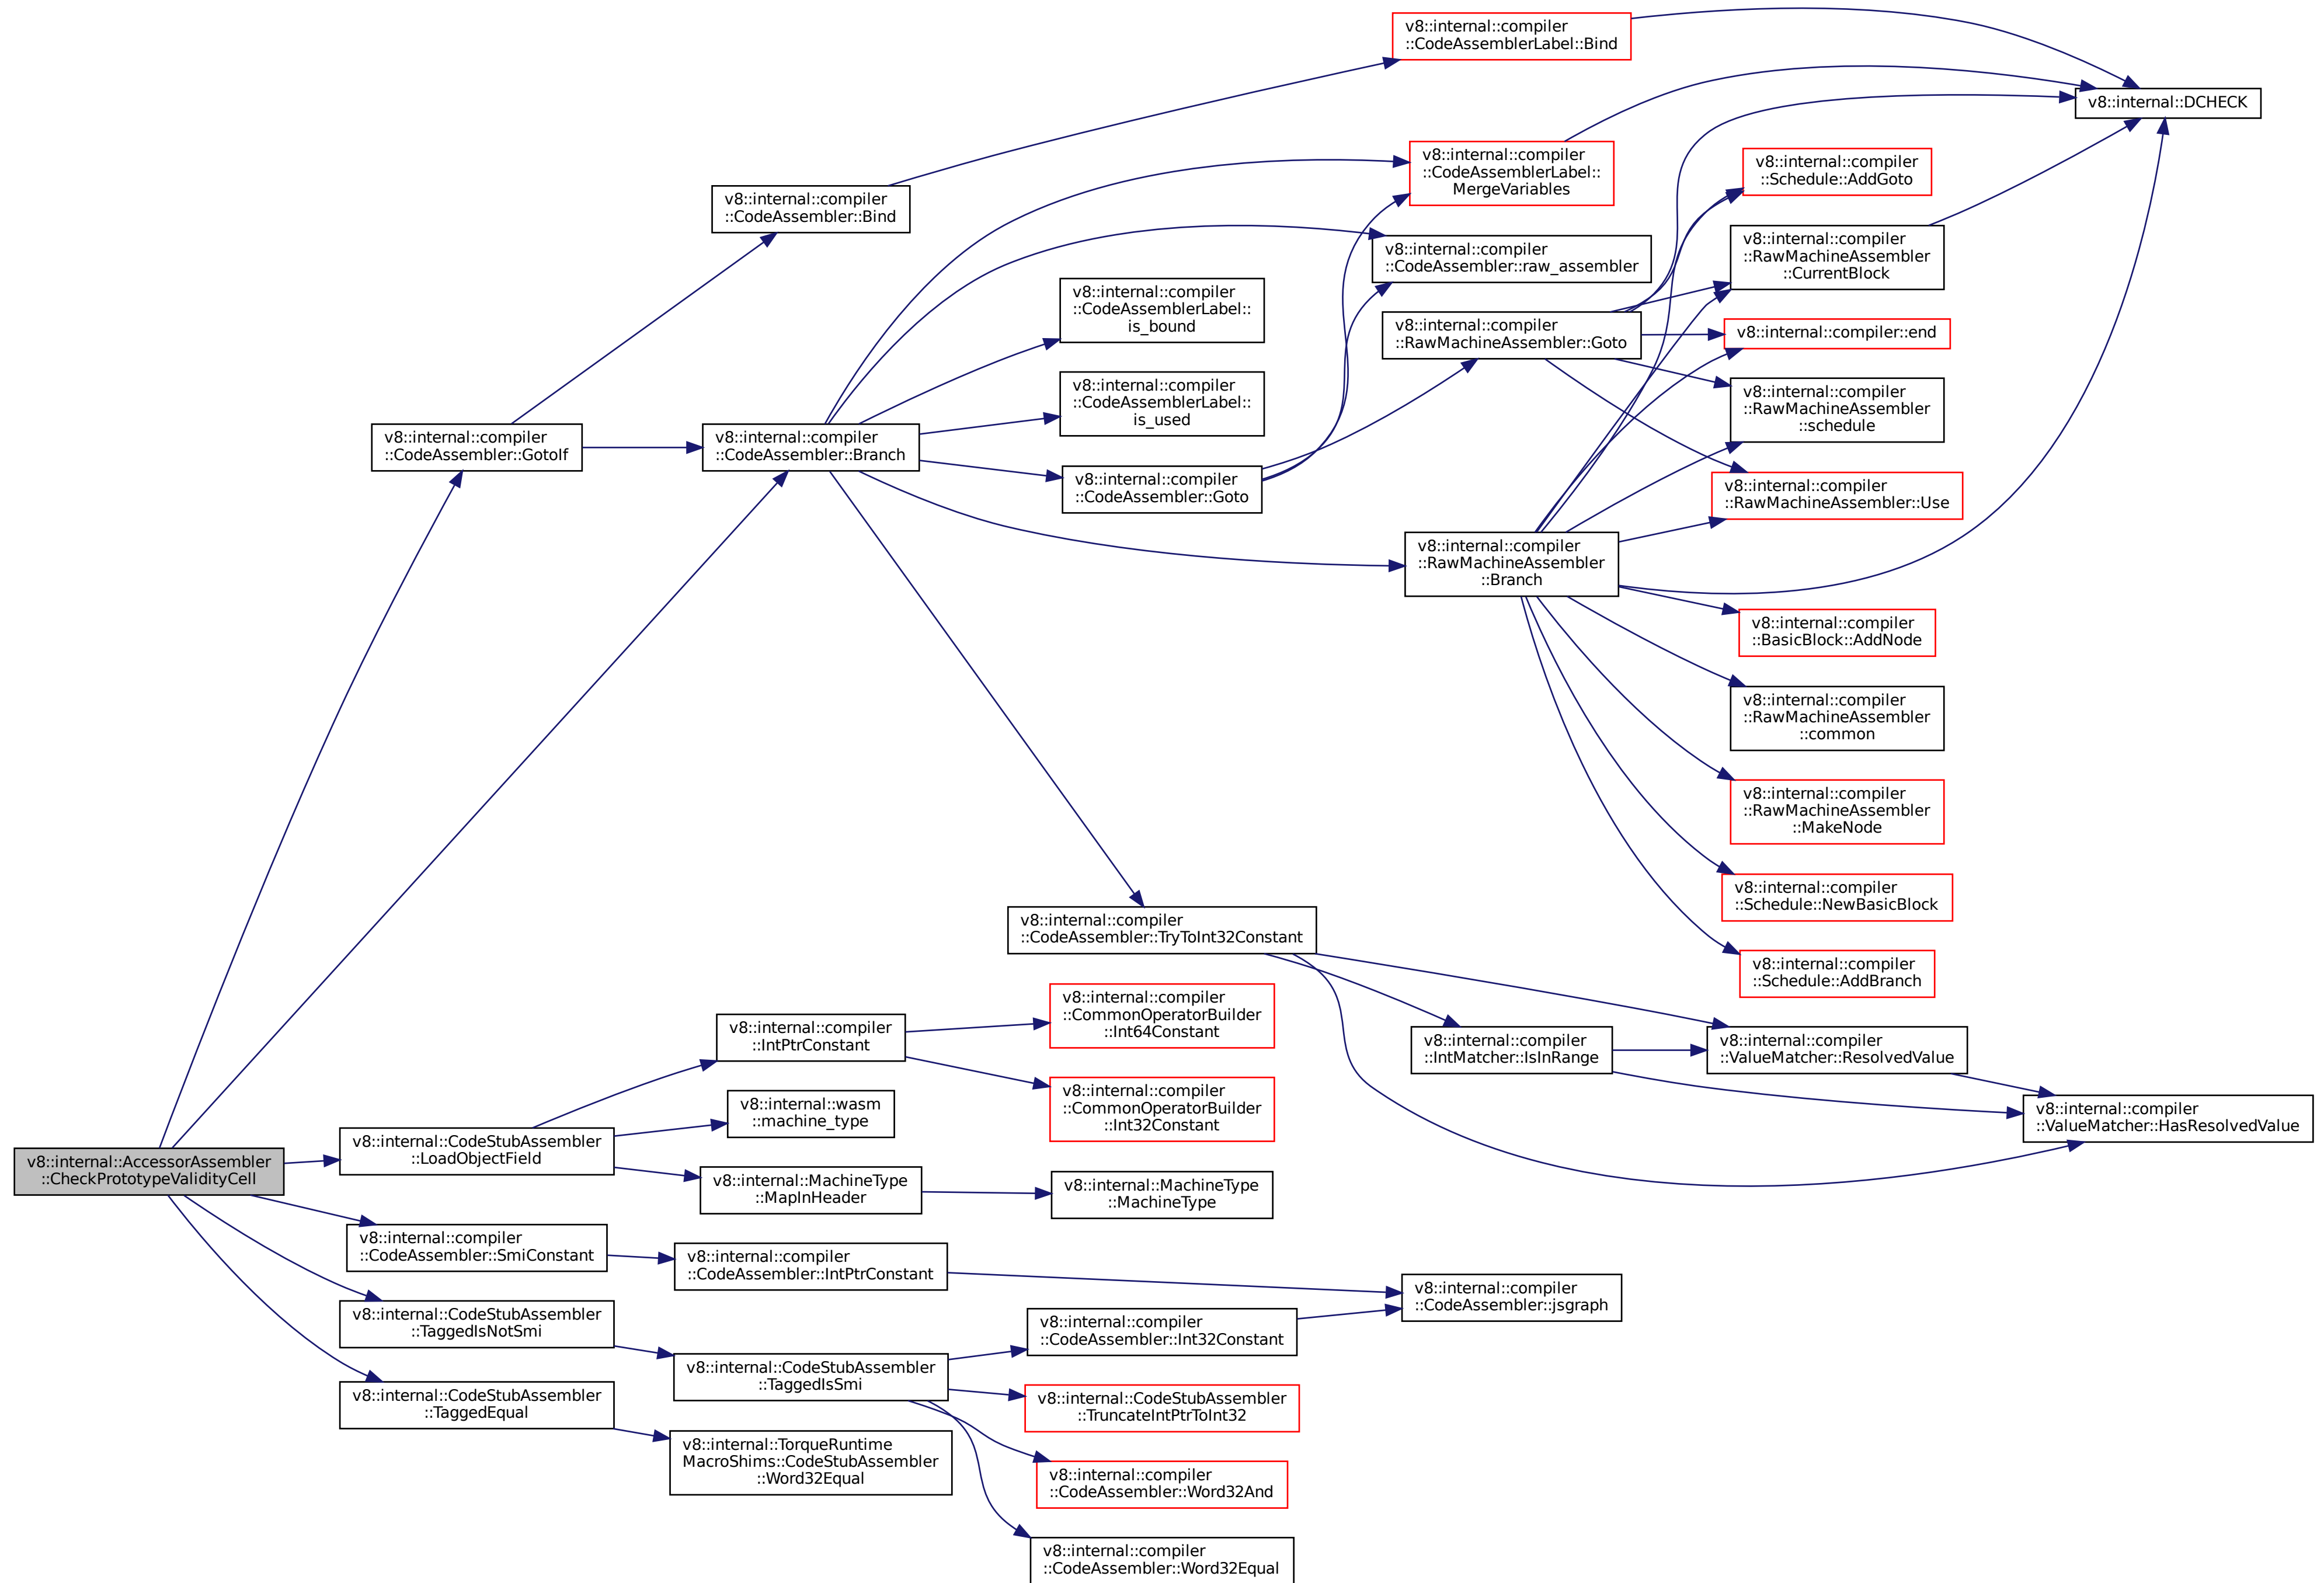 v8::internal::compiler
::CodeAssemblerLabel::Bind
v8::internal::DCHECK
v8::internal::compiler
::CodeAssemblerLabel::
MergeVariables
v8::internal::compiler
::Schedule::AddGoto
v8::internal::compiler
::CodeAssembler::Bind
v8::internal::compiler
::CodeAssembler::raw_assembler
v8::internal::compiler
::RawMachineAssembler
::CurrentBlock
v8::internal::compiler
::CodeAssemblerLabel::
is_bound
v8::internal::compiler
::RawMachineAssembler::Goto
v8::internal::compiler::end
v8::internal::compiler
::CodeAssemblerLabel::
is_used
v8::internal::compiler
::RawMachineAssembler
::schedule
v8::internal::compiler
::CodeAssembler::GotoIf
v8::internal::compiler
::CodeAssembler::Branch
v8::internal::compiler
::CodeAssembler::Goto
v8::internal::compiler
::RawMachineAssembler::Use
v8::internal::compiler
::RawMachineAssembler
::Branch
v8::internal::compiler
::BasicBlock::AddNode
v8::internal::compiler
::RawMachineAssembler
::common
v8::internal::compiler
::RawMachineAssembler
::MakeNode
v8::internal::compiler
::Schedule::NewBasicBlock
v8::internal::compiler
::CodeAssembler::TryToInt32Constant
v8::internal::compiler
::Schedule::AddBranch
v8::internal::compiler
::CommonOperatorBuilder
::Int64Constant
v8::internal::compiler
::IntPtrConstant
v8::internal::compiler
::IntMatcher::IsInRange
v8::internal::compiler
::ValueMatcher::ResolvedValue
v8::internal::compiler
::CommonOperatorBuilder
::Int32Constant
v8::internal::wasm
::machine_type
v8::internal::compiler
::ValueMatcher::HasResolvedValue
v8::internal::AccessorAssembler
::CheckPrototypeValidityCell
v8::internal::CodeStubAssembler
::LoadObjectField
v8::internal::MachineType
::MapInHeader
v8::internal::MachineType
::MachineType
v8::internal::compiler
::CodeAssembler::SmiConstant
v8::internal::compiler
::CodeAssembler::IntPtrConstant
v8::internal::compiler
::CodeAssembler::jsgraph
v8::internal::CodeStubAssembler
::TaggedIsNotSmi
v8::internal::compiler
::CodeAssembler::Int32Constant
v8::internal::CodeStubAssembler
::TaggedIsSmi
v8::internal::CodeStubAssembler
::TruncateIntPtrToInt32
v8::internal::CodeStubAssembler
::TaggedEqual
v8::internal::TorqueRuntime
MacroShims::CodeStubAssembler
::Word32Equal
v8::internal::compiler
::CodeAssembler::Word32And
v8::internal::compiler
::CodeAssembler::Word32Equal